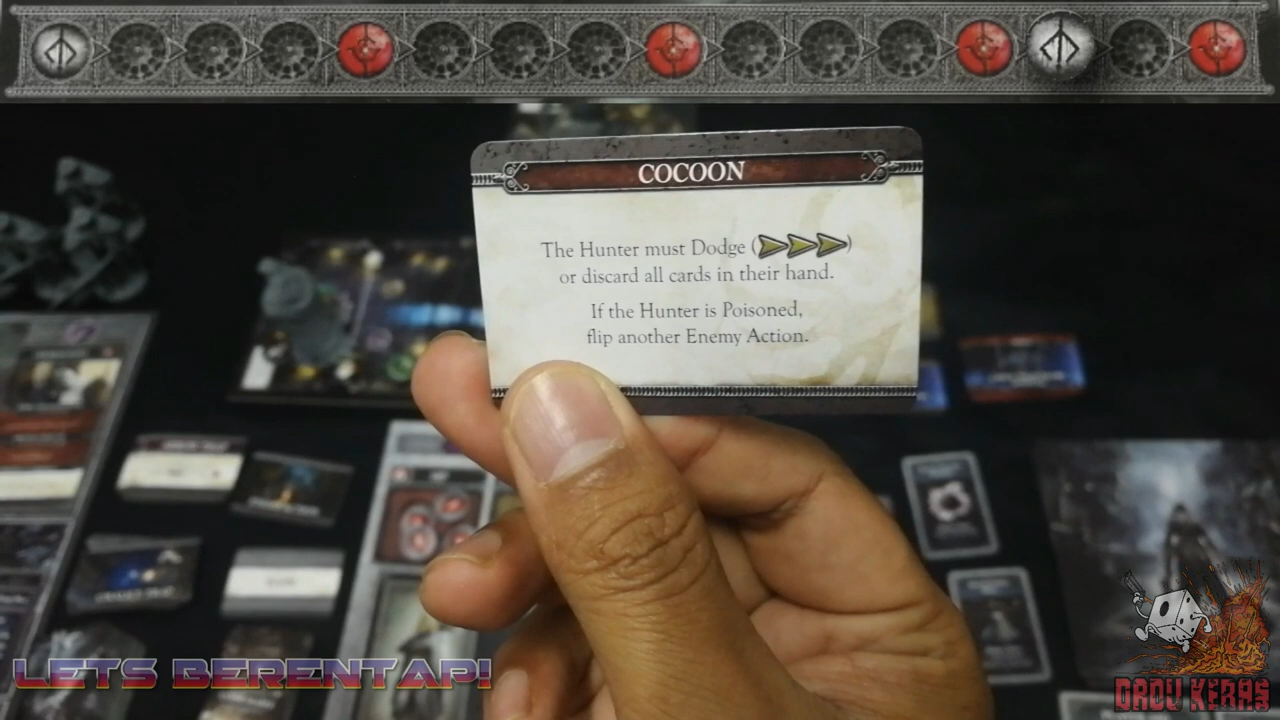 COCOON
The Hunter must Dodge ( )
or discard all cards in their hand.
If the Hunter is Poisoned,
flip another Enemy Action.
LETS BERENTAP!
DADU KERAS